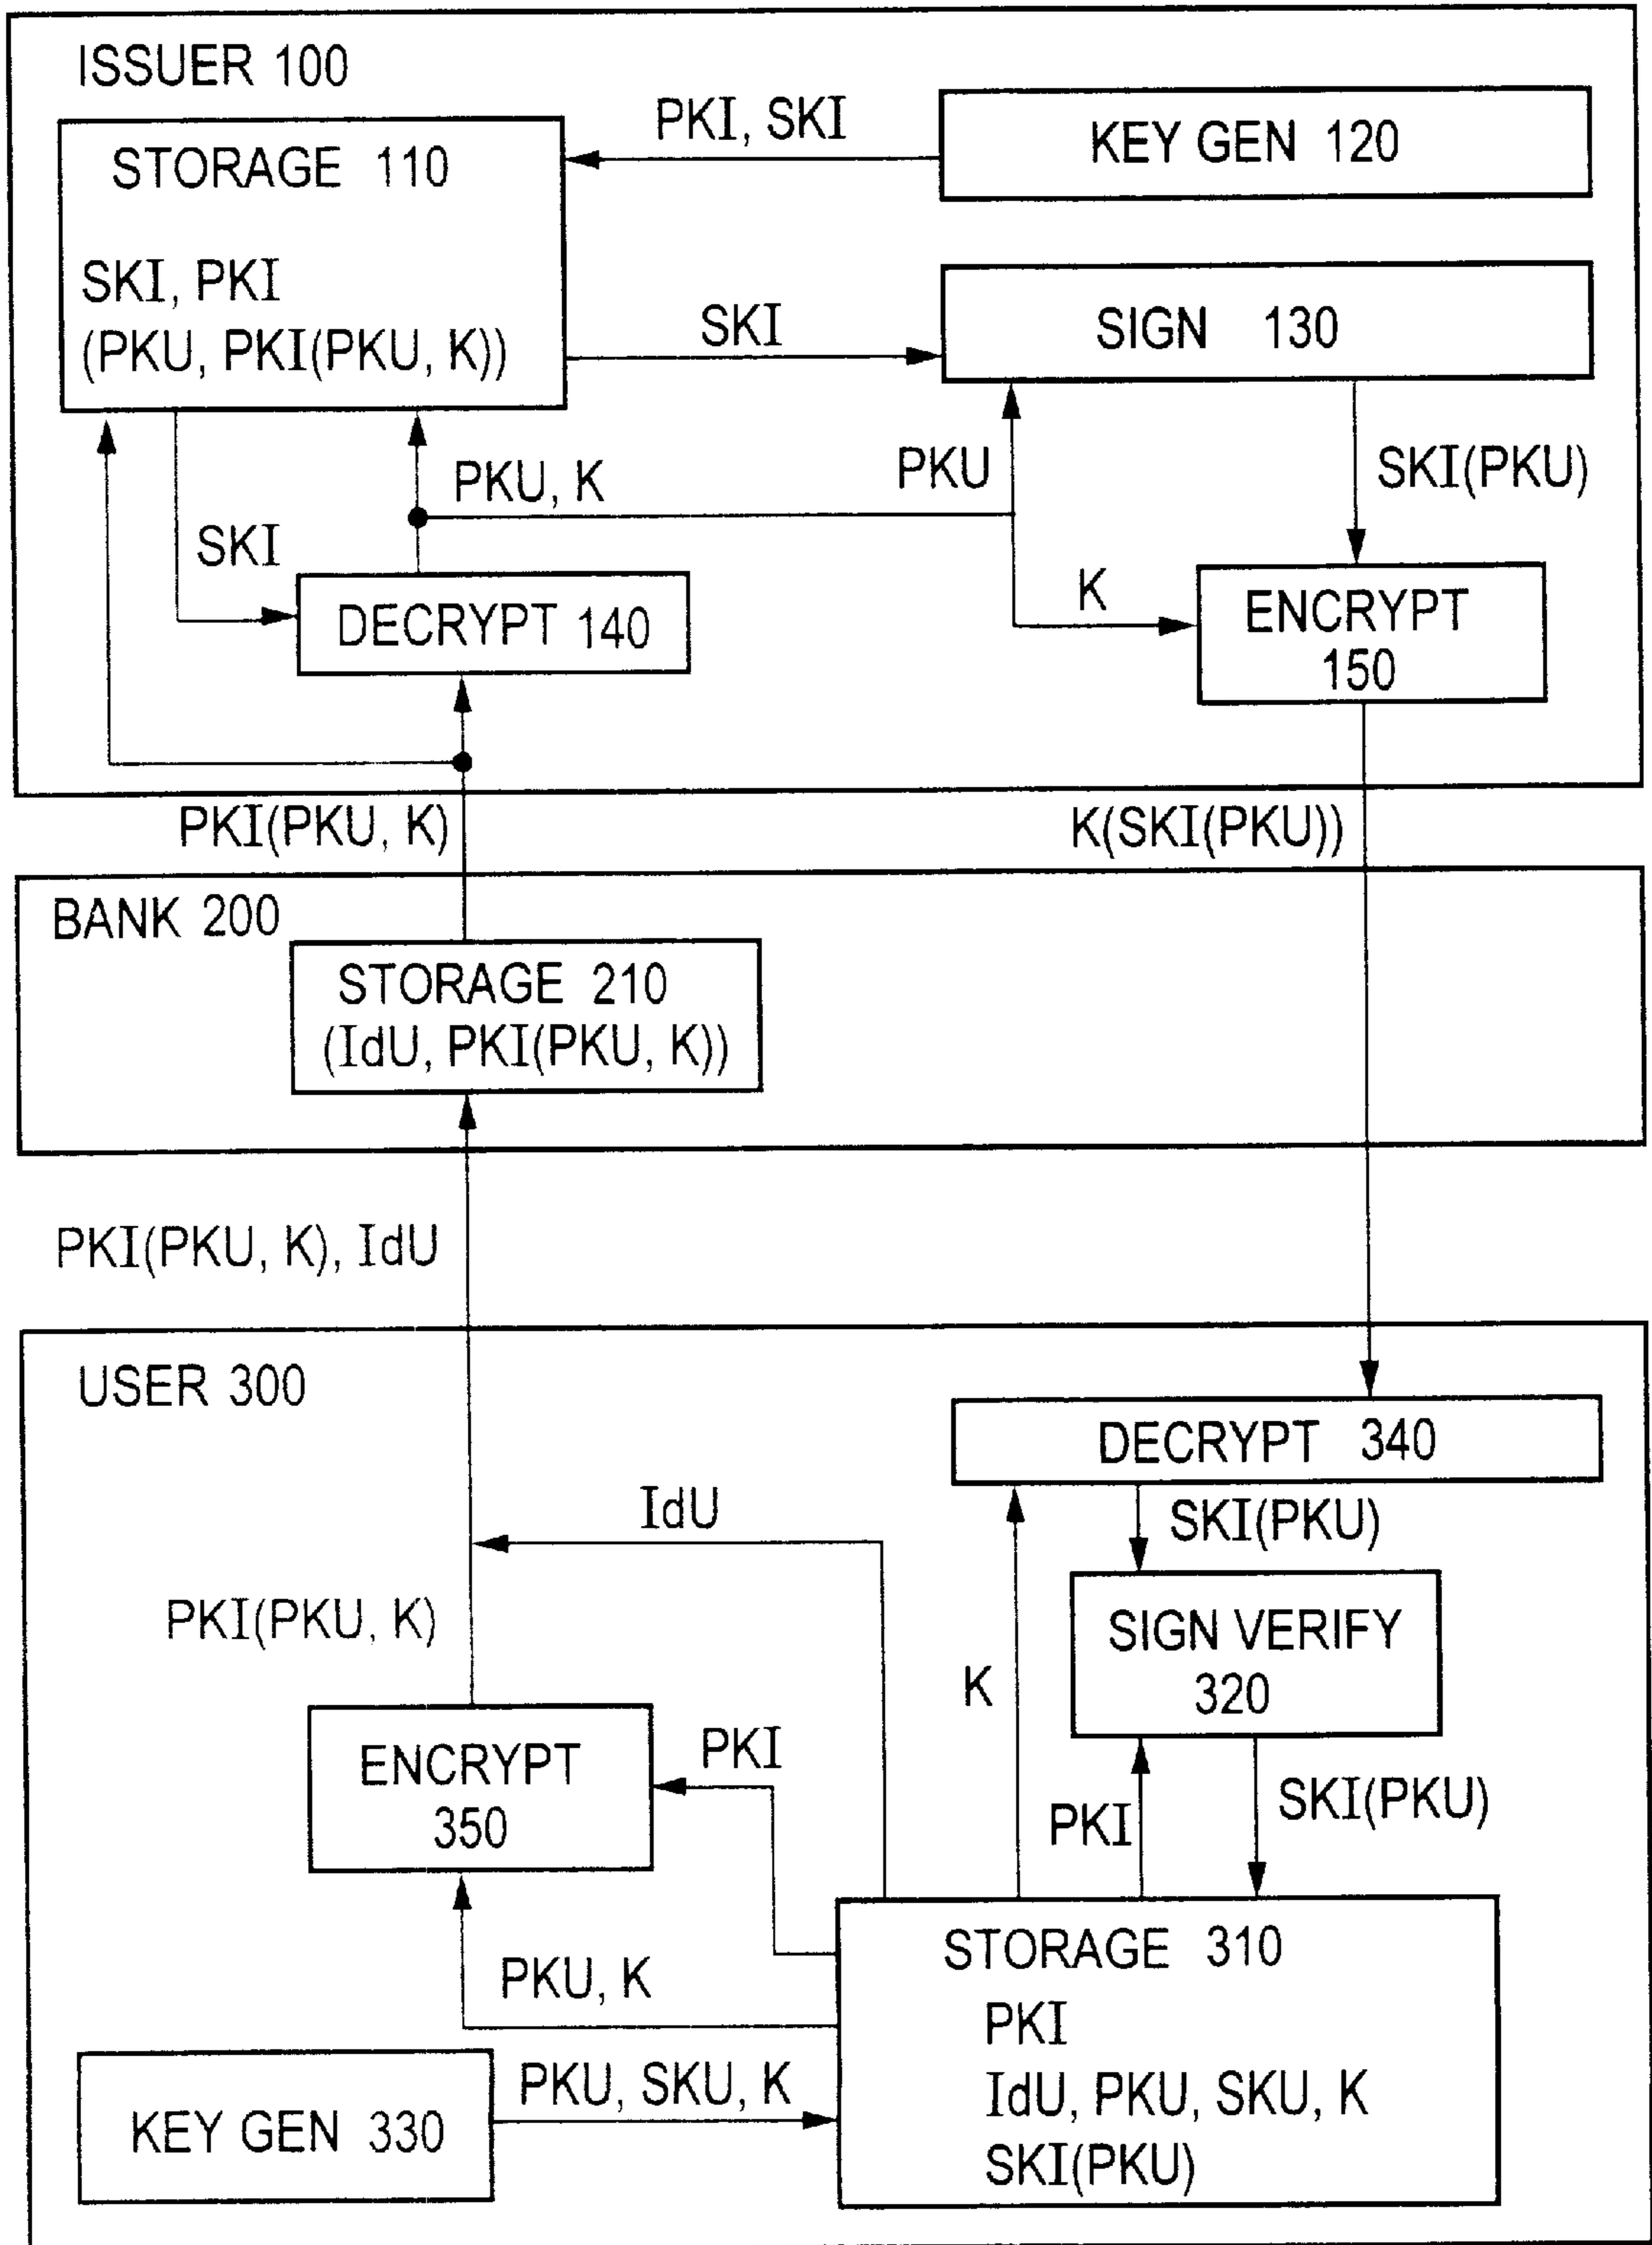 ISSUER 100
STORAGE 110
SKI, PKI
(PKU, PKI(PKU, K))
PKI, SKI
KEY GEN 120
SKI
SIGN 130
PKU, K
PKU
SKI(PKU)
SKI
DECRYPT 140
K
ENCRYPT
150
PKI(PKU, K)
K(SKI(PKU))
BANK 200
STORAGE 210
(IdU, PKI(PKU, K))
PKI(PKU, K), IdU
USER 300
DECRYPT 340
IdU
SKI(PKU)
PKI(PKU, K)
SIGN VERIFY
320
K
ENCRYPT
350
PKI
PKI
SKI(PKU)
PKU, K
STORAGE 310
PKI
IdU, PKU, SKU, K
SKI(PKU)
KEY GEN 330
PKU, SKU, K